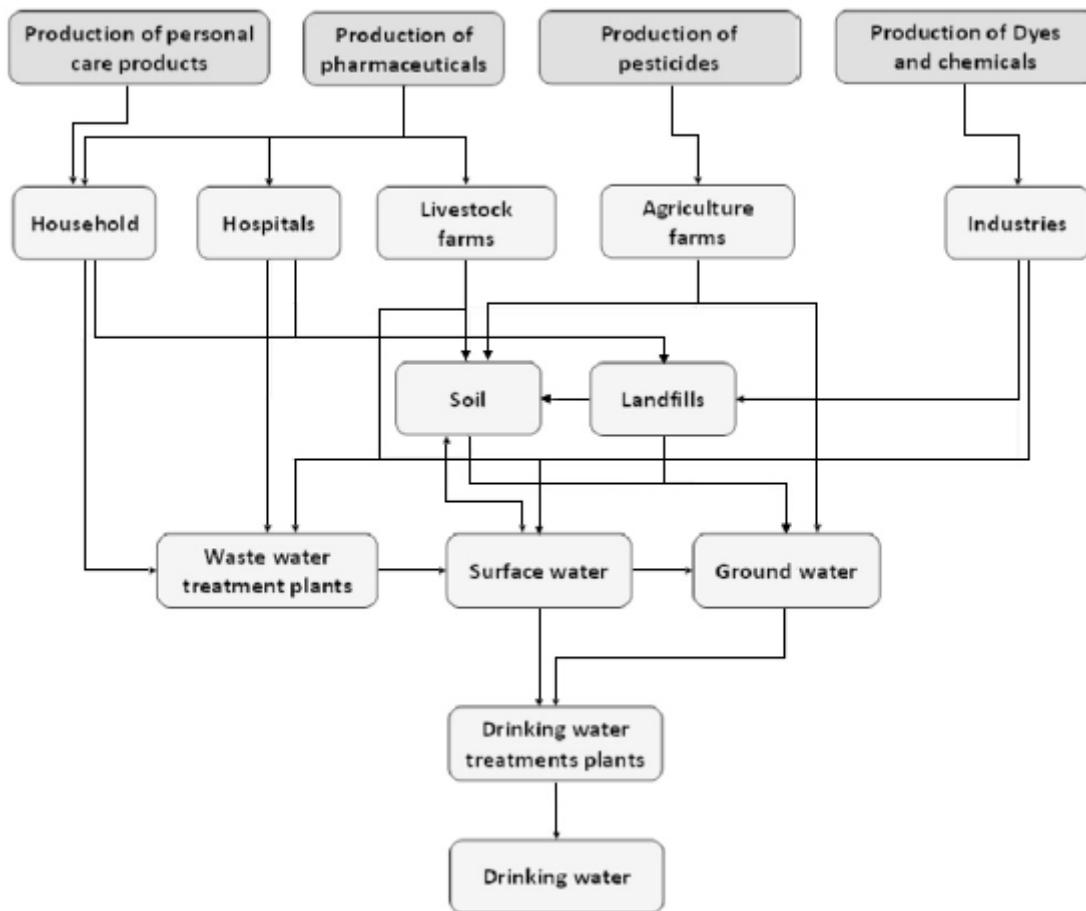 Production of personal
care products
Production of
pharmaceuticals
Production of
pesticides
Production of Dyes
and chemicals
Household
Hospitals
Livestock
farms
Agriculture
farms
Industries
Soil
Landfills
Waste water
treatment plants
Surface water
Ground water
Drinking water
treatments plants
Drinking water